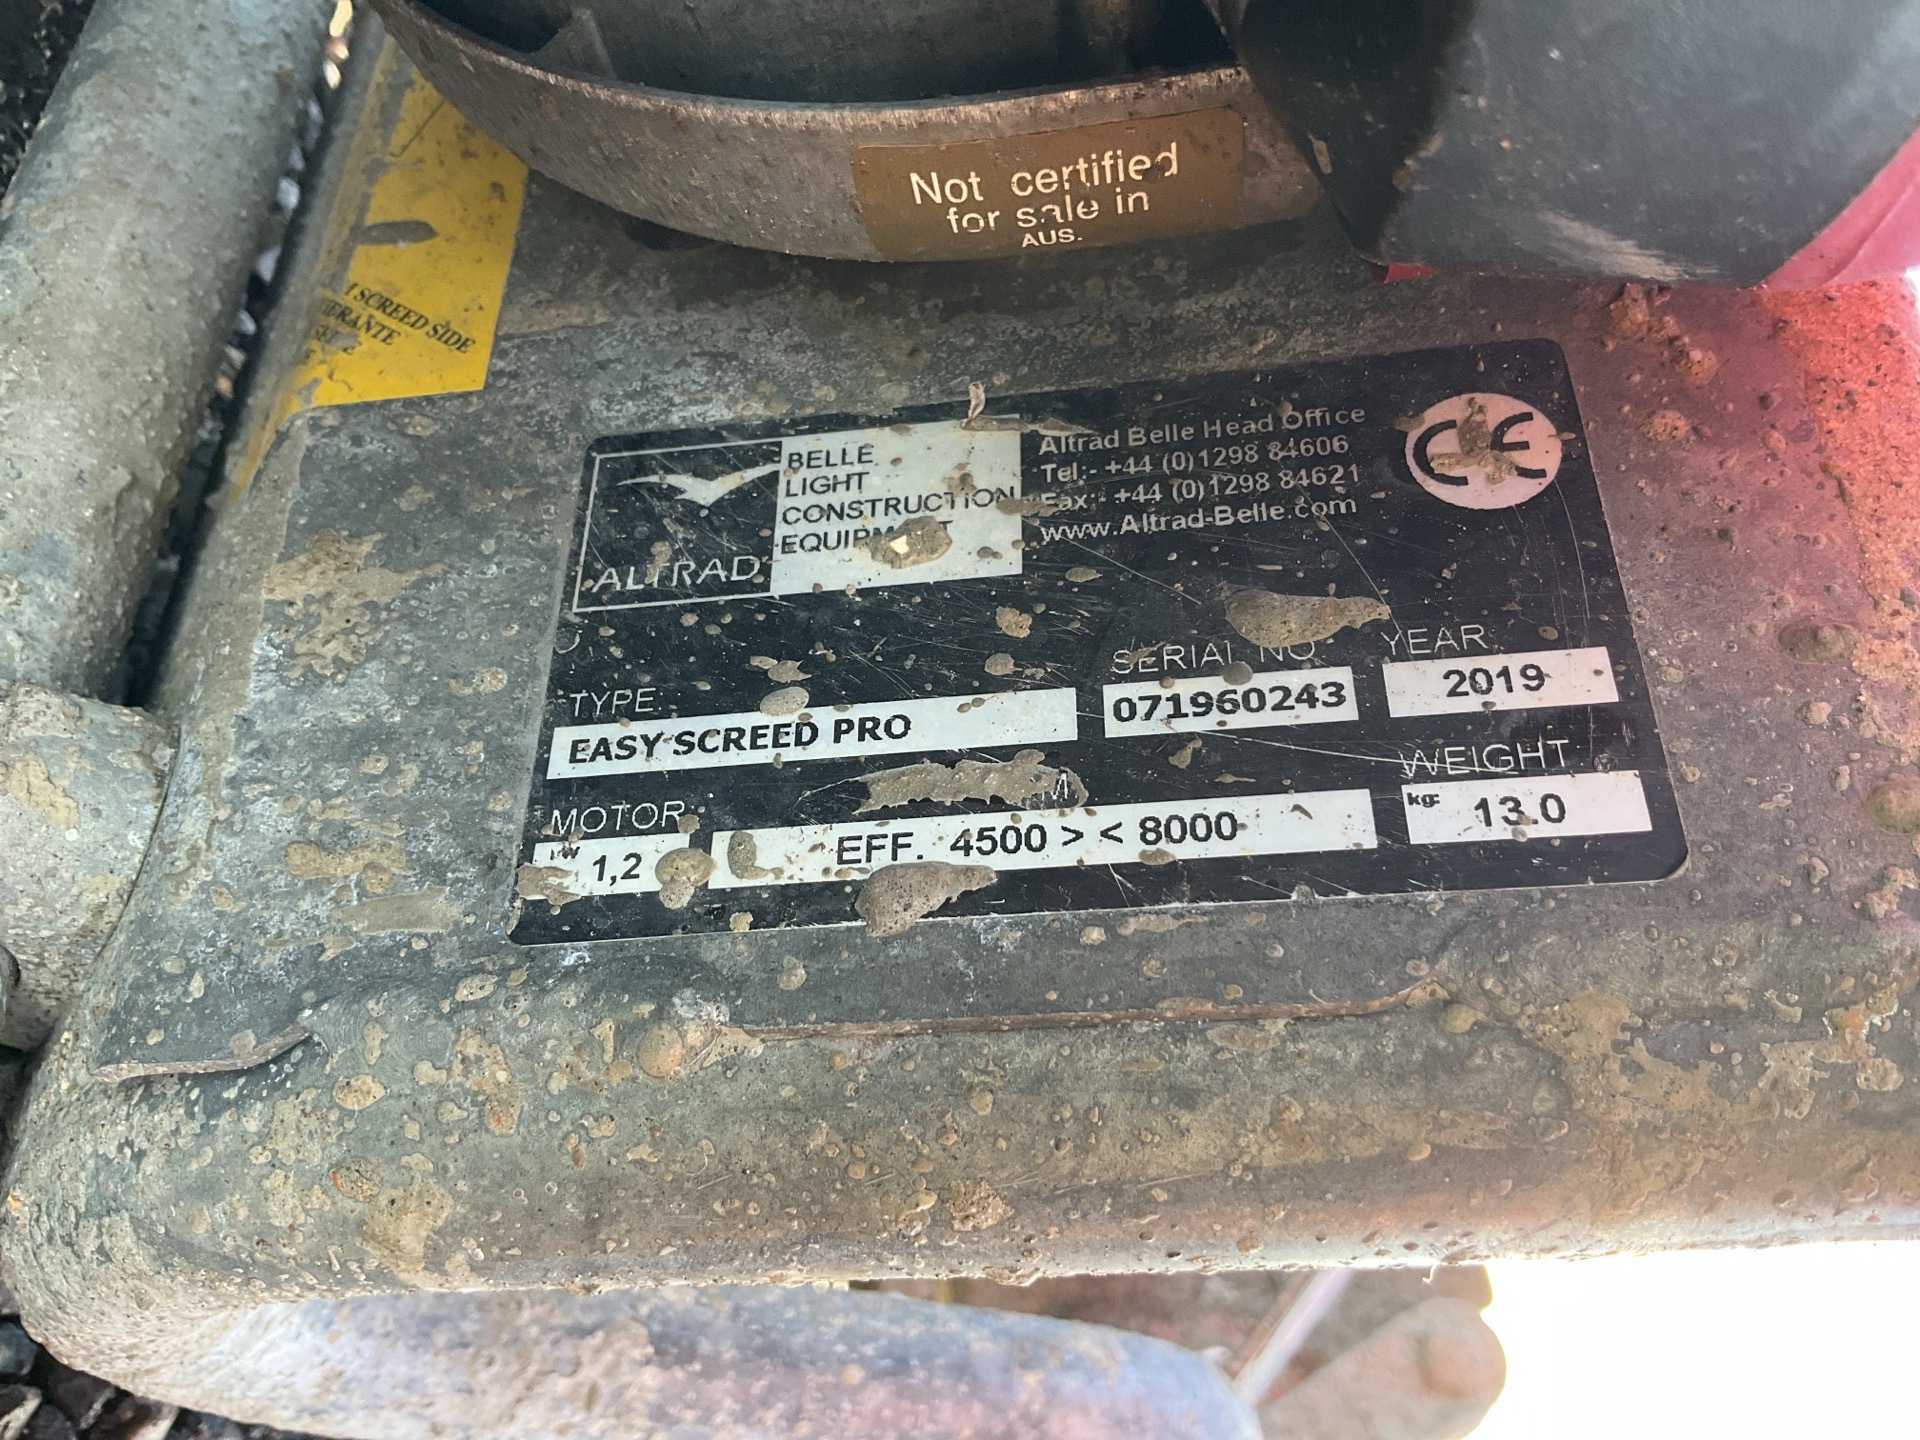 Not certified
for sale in
AUS.
SCREED SIDE
BELLE
LIGHT
CONSTRUCTION
EQUIPMENT
ALTRAD
Altrad Belle Head Office
Tel:- +44 (0)1298 84606
Fax:- +44 (0)1298 84621
www.Altrad-Belle.com
CE
TYPE
SERIAL NO
YEAR
EASY SCREED PRO
071960243
2019
MOTOR
WEIGHT
kW 1,2
EFF. 4500 > < 8000
kg: 13.0